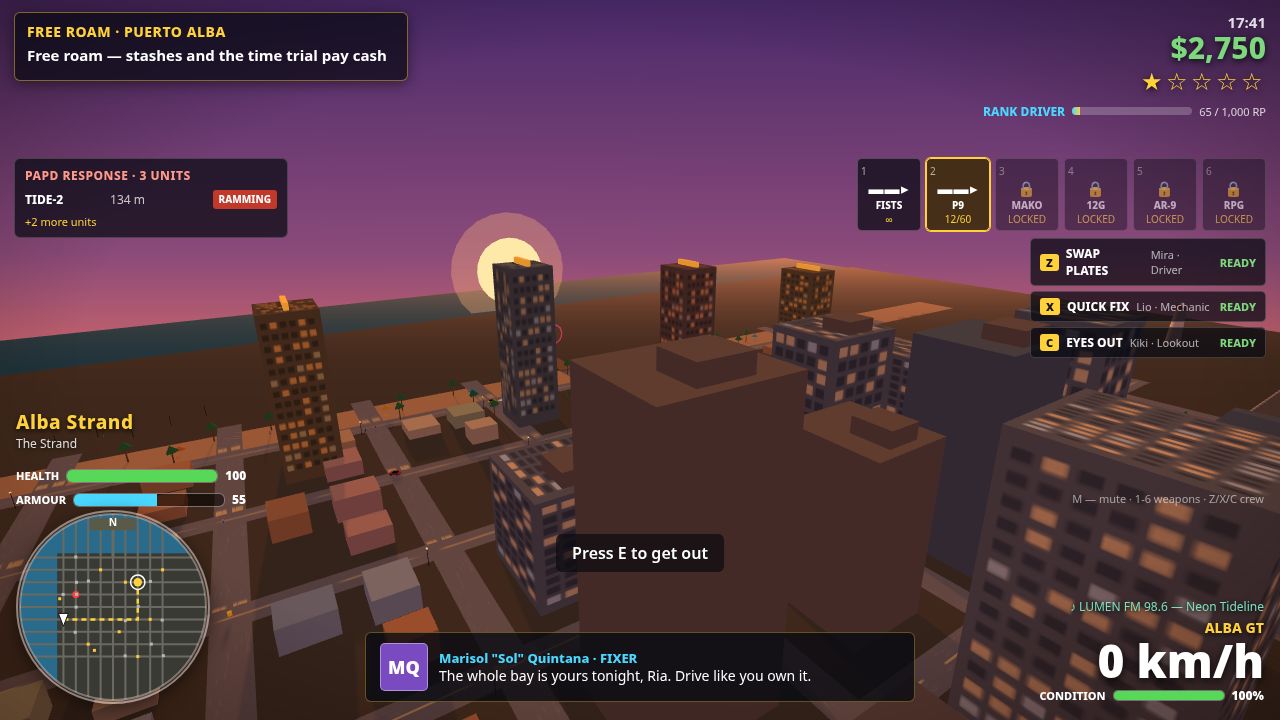 FREE ROAM · PUERTO ALBA
Free roam — stashes and the time trial pay cash
17:41
$2,750
RANK DRIVER 65 / 1,000 RP
PAPD RESPONSE · 3 UNITS
TIDE-2 134 m RAMMING
+2 more units
1 FISTS ∞
2 P9 12/60
3 MAKO LOCKED
4 12G LOCKED
5 AR-9 LOCKED
6 RPG LOCKED
Z SWAP PLATES Mira · Driver READY
X QUICK FIX Lio · Mechanic READY
C EYES OUT Kiki · Lookout READY
Alba Strand
The Strand
HEALTH 100
ARMOUR 55
N
M — mute · 1-6 weapons · Z/X/C crew
Press E to get out
♪ LUMEN FM 98.6 — Neon Tideline
ALBA GT
0 km/h
CONDITION 100%
MQ
Marisol "Sol" Quintana · FIXER
The whole bay is yours tonight, Ria. Drive like you own it.